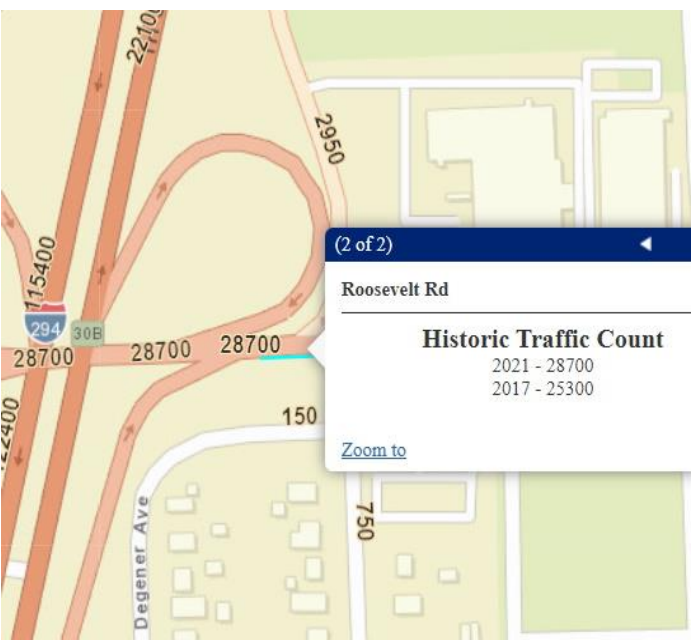 22100
2950
115400
294
30B
28700
28700
28700
(2 of 2)
Roosevelt Rd
Historic Traffic Count
2021 - 28700
2017 - 25300
Zoom to
150
750
Degener Ave